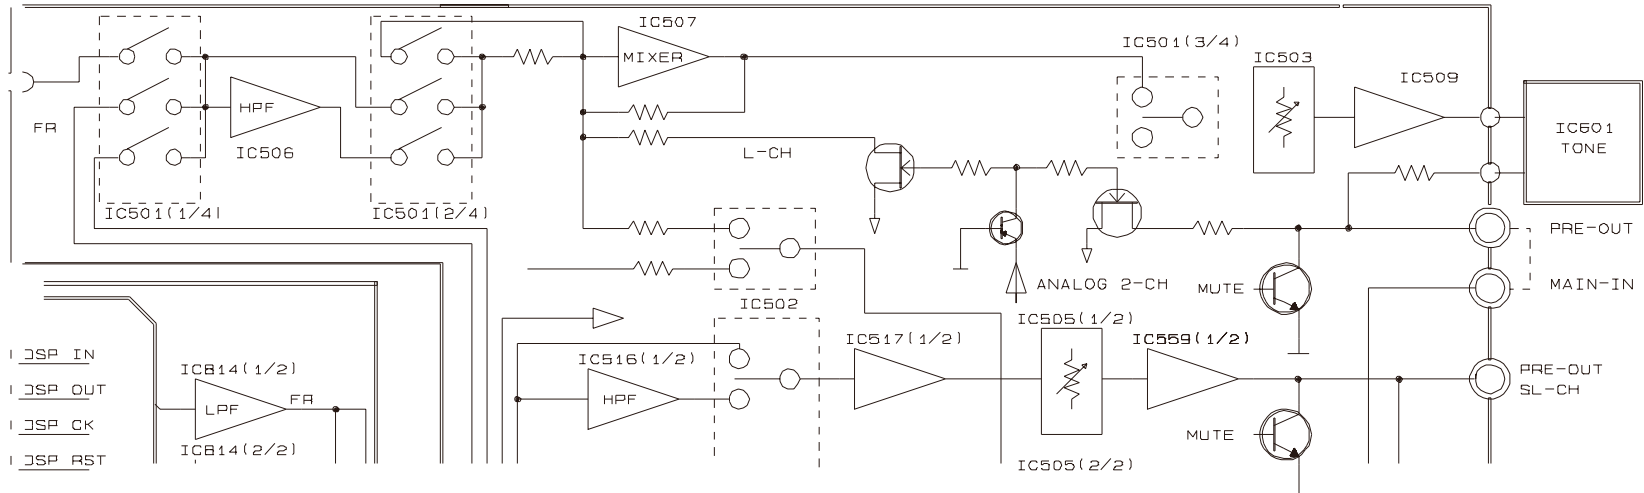 IC507
IC501(3/4)
IC503
IC509
MIXER
FR
HPF
IC506
L-CH
IC601
TONE
IC501(1/4)
IC501(2/4)
PRE-OUT
ANALOG 2-CH
MUTE
MAIN-IN
IC502
IC505(1/2)
IC516(1/2)
IC517(1/2)
IC559(1/2)
DSP IN
IC814(1/2)
PRE-OUT
SL-CH
DSP OUT
LPF
FR
HPF
DSP CK
MUTE
IC814(2/2)
DSP RST
IC505(2/2)